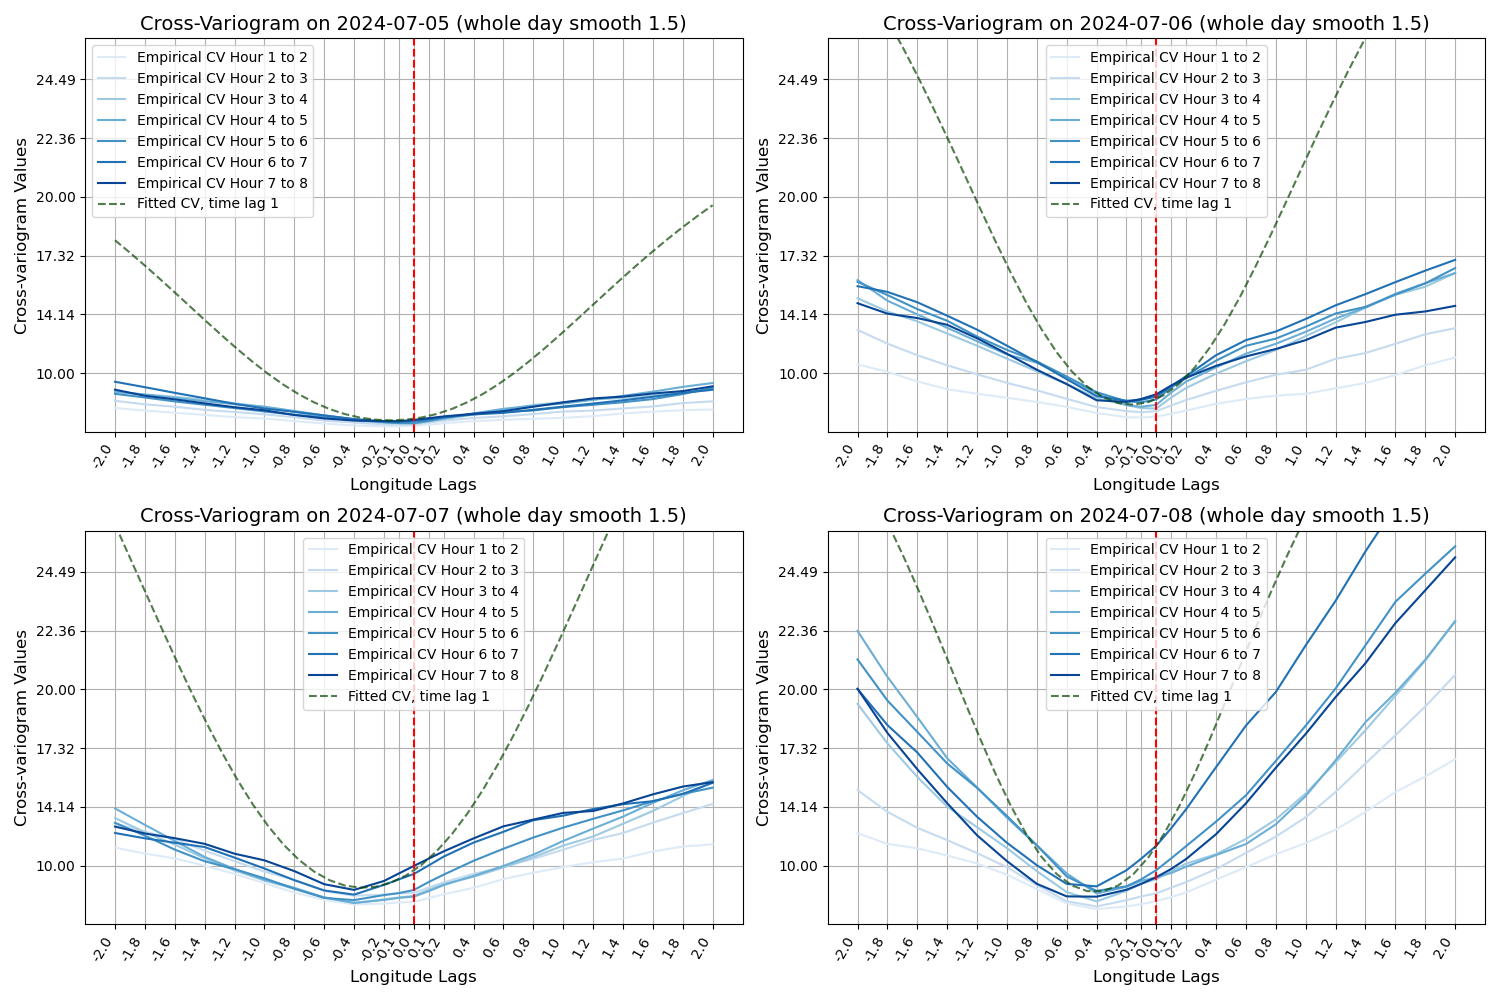 Cross-Variogram on 2024-07-05 (whole day smooth 1.5)
Empirical CV Hour 1 to 2
Empirical CV Hour 2 to 3
Empirical CV Hour 3 to 4
Empirical CV Hour 4 to 5
Empirical CV Hour 5 to 6
Empirical CV Hour 6 to 7
Empirical CV Hour 7 to 8
Fitted CV, time lag 1
Cross-variogram Values
24.49
22.36
20.00
17.32
14.14
10.00
-2.0 -1.8 -1.6 -1.4 -1.2 -1.0 -0.8 -0.6 -0.4 -0.2 -0.1 0.0 0.1 0.2 0.4 0.6 0.8 1.0 1.2 1.4 1.6 1.8 2.0
Longitude Lags
Cross-Variogram on 2024-07-06 (whole day smooth 1.5)
Empirical CV Hour 1 to 2
Empirical CV Hour 2 to 3
Empirical CV Hour 3 to 4
Empirical CV Hour 4 to 5
Empirical CV Hour 5 to 6
Empirical CV Hour 6 to 7
Empirical CV Hour 7 to 8
Fitted CV, time lag 1
Cross-variogram Values
24.49
22.36
20.00
17.32
14.14
10.00
-2.0 -1.8 -1.6 -1.4 -1.2 -1.0 -0.8 -0.6 -0.4 -0.2 -0.1 0.0 0.1 0.2 0.4 0.6 0.8 1.0 1.2 1.4 1.6 1.8 2.0
Longitude Lags
Cross-Variogram on 2024-07-07 (whole day smooth 1.5)
Empirical CV Hour 1 to 2
Empirical CV Hour 2 to 3
Empirical CV Hour 3 to 4
Empirical CV Hour 4 to 5
Empirical CV Hour 5 to 6
Empirical CV Hour 6 to 7
Empirical CV Hour 7 to 8
Fitted CV, time lag 1
Cross-variogram Values
24.49
22.36
20.00
17.32
14.14
10.00
-2.0 -1.8 -1.6 -1.4 -1.2 -1.0 -0.8 -0.6 -0.4 -0.2 -0.1 0.0 0.1 0.2 0.4 0.6 0.8 1.0 1.2 1.4 1.6 1.8 2.0
Longitude Lags
Cross-Variogram on 2024-07-08 (whole day smooth 1.5)
Empirical CV Hour 1 to 2
Empirical CV Hour 2 to 3
Empirical CV Hour 3 to 4
Empirical CV Hour 4 to 5
Empirical CV Hour 5 to 6
Empirical CV Hour 6 to 7
Empirical CV Hour 7 to 8
Fitted CV, time lag 1
Cross-variogram Values
24.49
22.36
20.00
17.32
14.14
10.00
-2.0 -1.8 -1.6 -1.4 -1.2 -1.0 -0.8 -0.6 -0.4 -0.2 -0.1 0.0 0.1 0.2 0.4 0.6 0.8 1.0 1.2 1.4 1.6 1.8 2.0
Longitude Lags